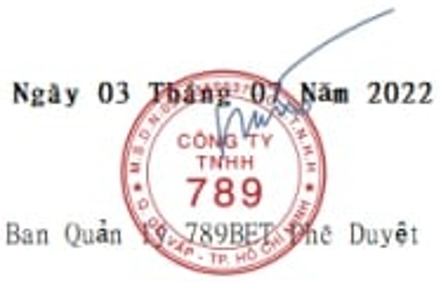 Ngày 03 Tháng 07 Năm 2022
CÔNG TY
TNHH
789
Q. GÒ VẤP - TP. HỒ CHÍ MINH
Ban Quản Lý 789BET Phê Duyệt